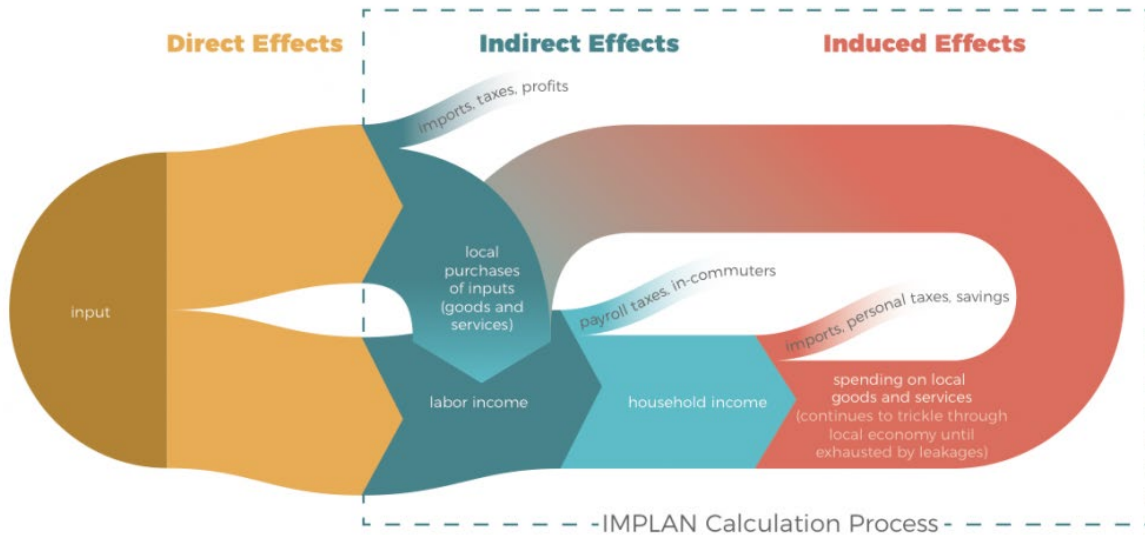 Direct Effects
Indirect Effects
Induced Effects
imports, taxes, profits
local
purchases
of inputs
(goods and
services)
payroll taxes, in-commuters
imports, personal taxes, savings
input
labor income
household income
spending on local
goods and services
(continues to trickle through
local economy until
exhausted by leakages)
IMPLAN Calculation Process